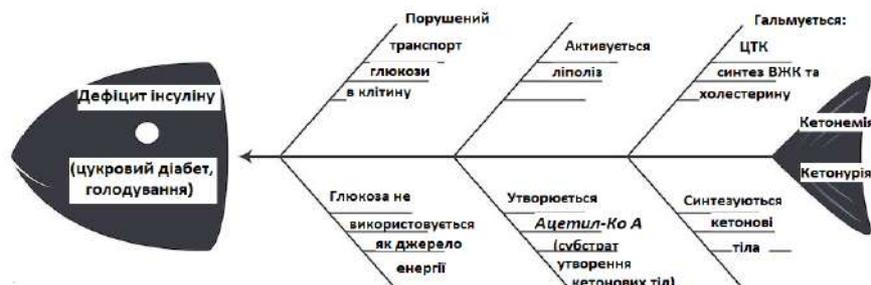 Дефіцит інсуліну
(цукровий діабет,
голодування)
Порушений
транспорт
глюкози
в клітину
Активується
ліполіз
Гальмується:
ЦТК
синтез ВЖК та
холестерину
Кетонемія
Кетонурія
Глюкоза не
використовується
як джерело
енергії
Утворюється
Ацетил-Ко А
(субстрат
утворення
кетонових тіл)
Синтезуються
кетонові
тіла